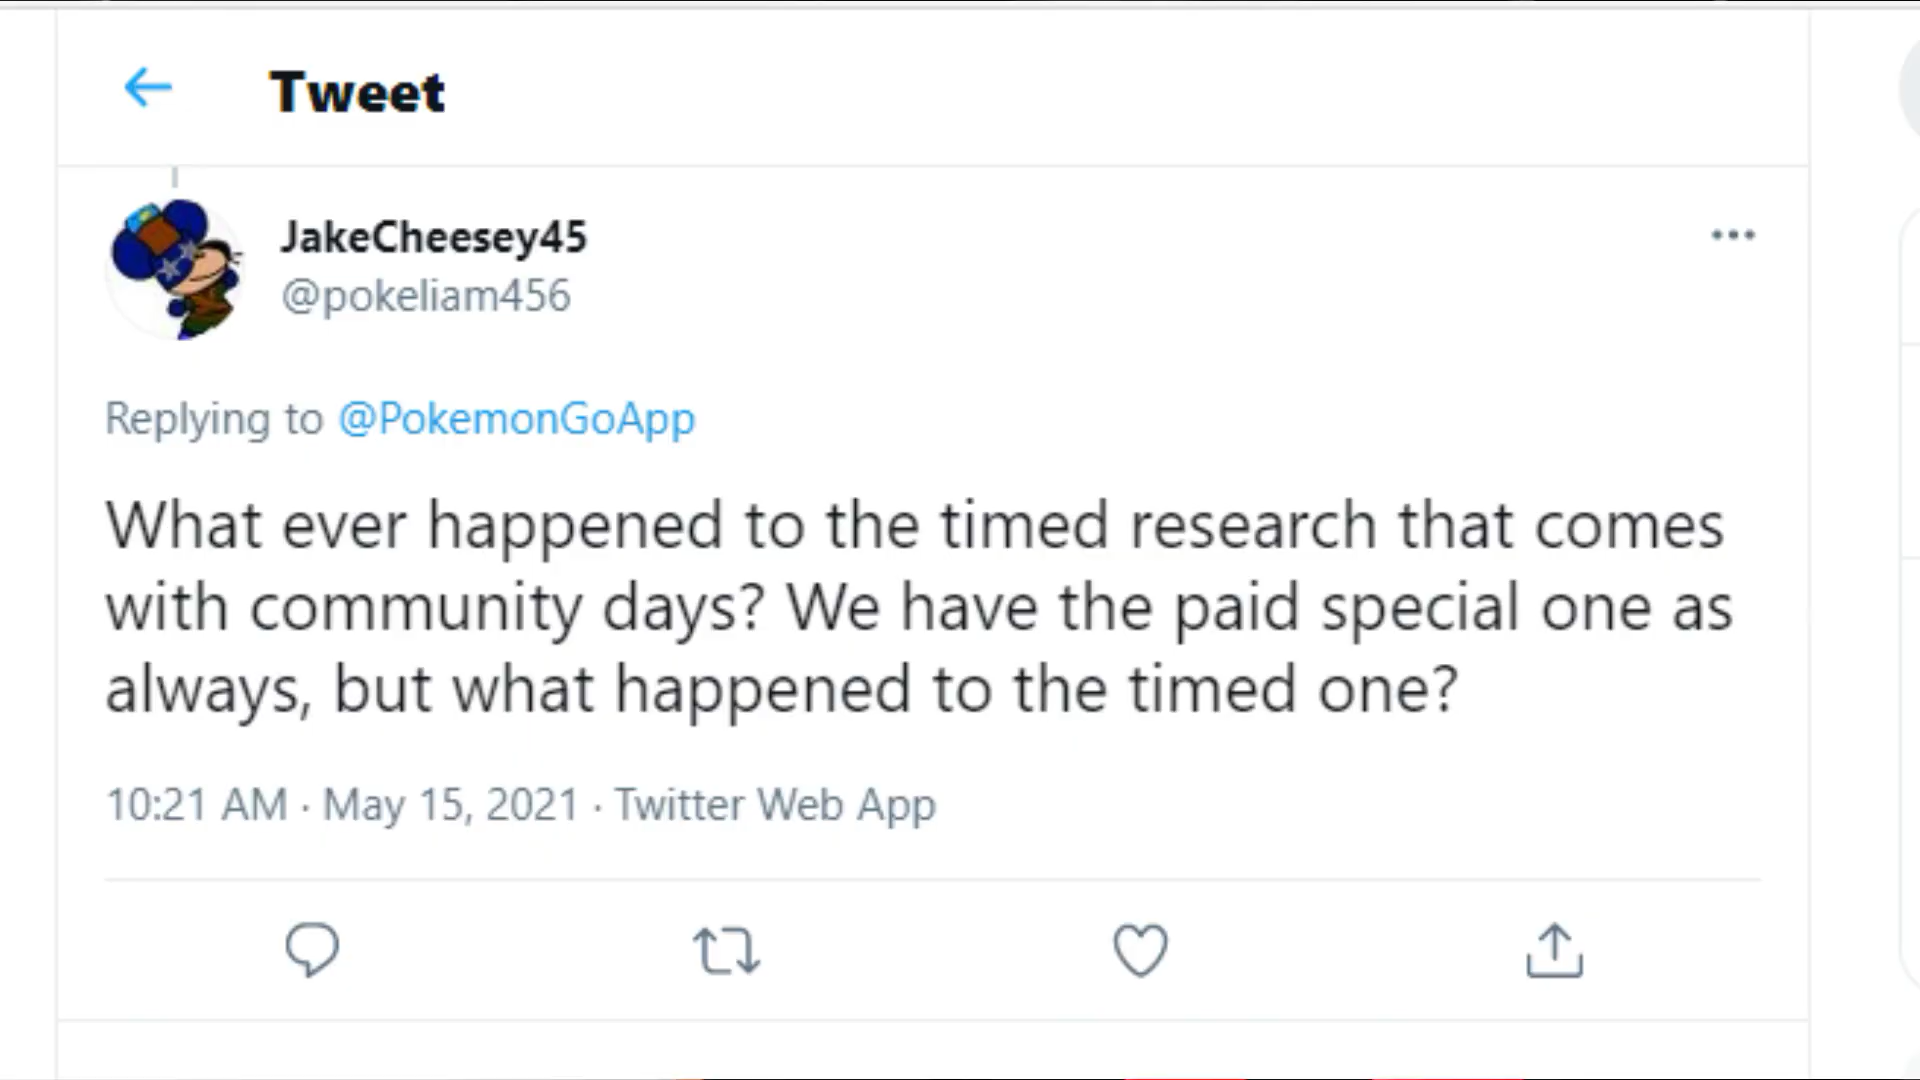 Tweet
JakeCheesey45
@pokeliam456
Replying to @PokemonGoApp
What ever happened to the timed research that comes
with community days? We have the paid special one as
always, but what happened to the timed one?
10:21 AM · May 15, 2021 · Twitter Web App